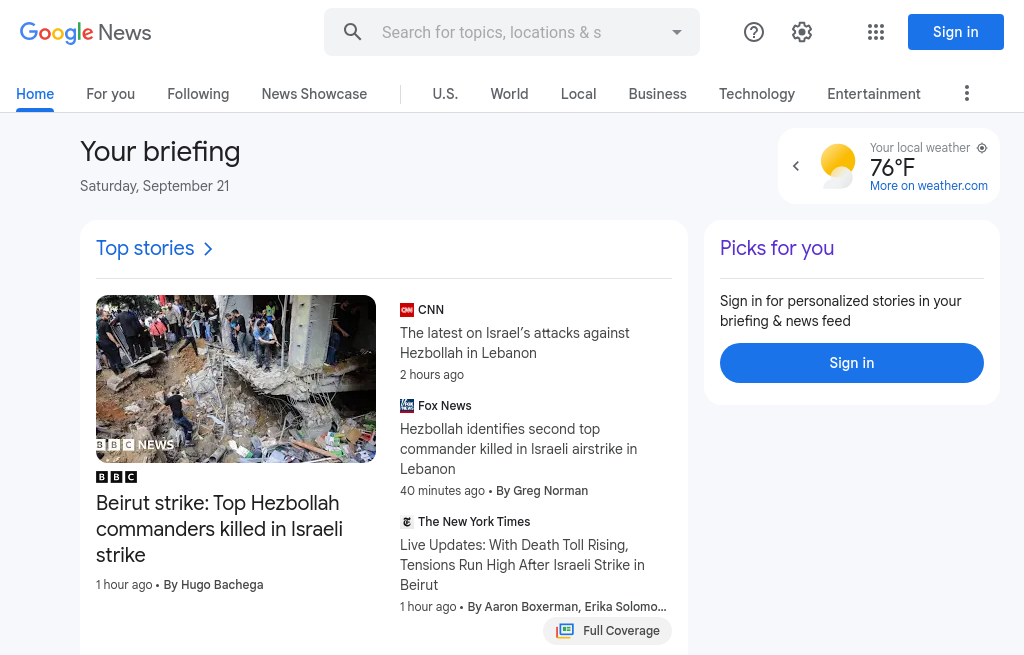 Google News
Search for topics, locations & s
Sign in
Home
For you
Following
News Showcase
U.S.
World
Local
Business
Technology
Entertainment
Your briefing
Saturday, September 21
Your local weather
76°F
More on weather.com
Top stories
BBC NEWS
BBC
Beirut strike: Top Hezbollah
commanders killed in Israeli
strike
1 hour ago • By Hugo Bachega
CNN
CNN
The latest on Israel’s attacks against
Hezbollah in Lebanon
2 hours ago
Fox News
Hezbollah identifies second top
commander killed in Israeli airstrike in
Lebanon
40 minutes ago • By Greg Norman
The New York Times
Live Updates: With Death Toll Rising,
Tensions Run High After Israeli Strike in
Beirut
1 hour ago • By Aaron Boxerman, Erika Solomo…
Full Coverage
Picks for you
Sign in for personalized stories in your
briefing & news feed
Sign in